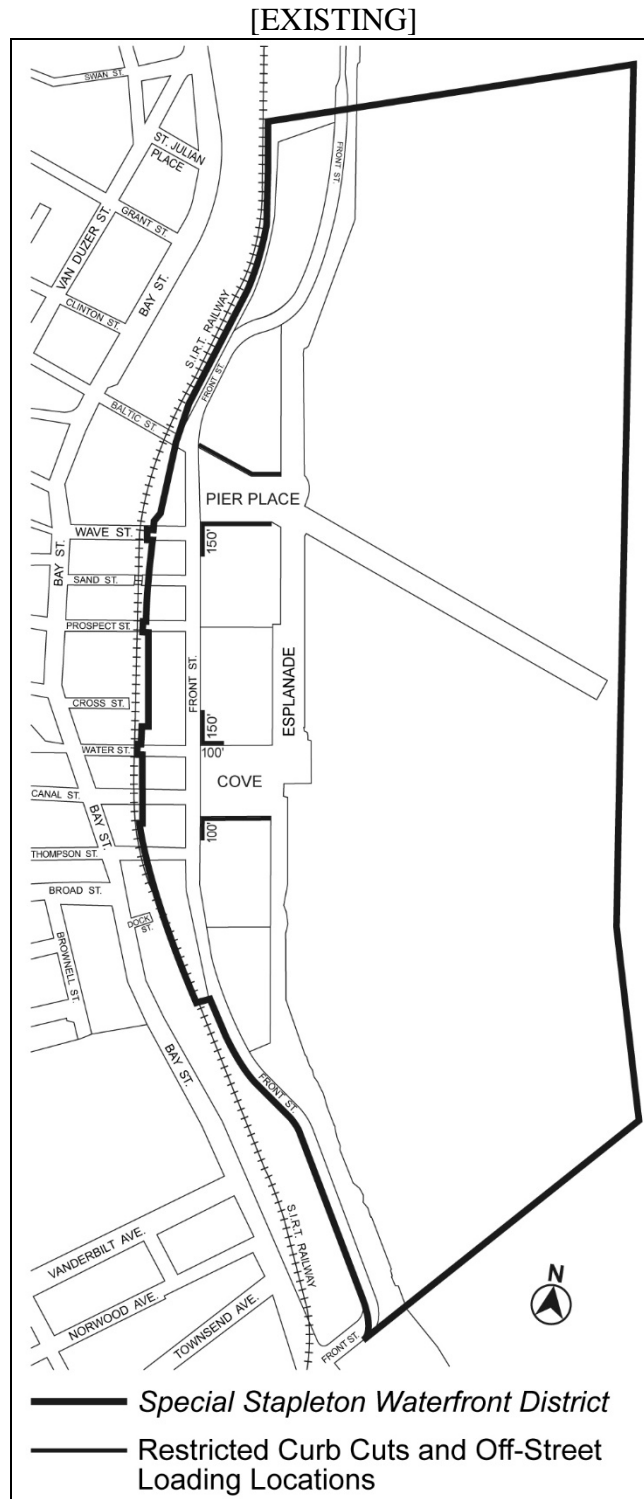 [EXISTING]
SWAN ST.
ST. JULIAN
PLACE
FRONT ST.
GRANT ST.
VAN DUZER ST.
BAY ST.
CLINTON ST.
S.I.R.T. RAILWAY
FRONT ST.
BALTIC ST.
PIER PLACE
WAVE ST.
150'
BAY ST.
SAND ST.
PROSPECT ST.
FRONT ST.
ESPLANADE
CROSS ST.
150'
WATER ST.
100'
COVE
CANAL ST.
BAY ST.
100'
THOMPSON ST.
BROAD ST.
DOCK
ST.
BROWNELL ST.
BAY ST.
FRONT ST.
S.I.R.T. RAILWAY
VANDERBILT AVE.
NORWOOD AVE.
TOWNSEND AVE.
FRONT ST.
N
Special Stapleton Waterfront District
Restricted Curb Cuts and Off-Street
Loading Locations